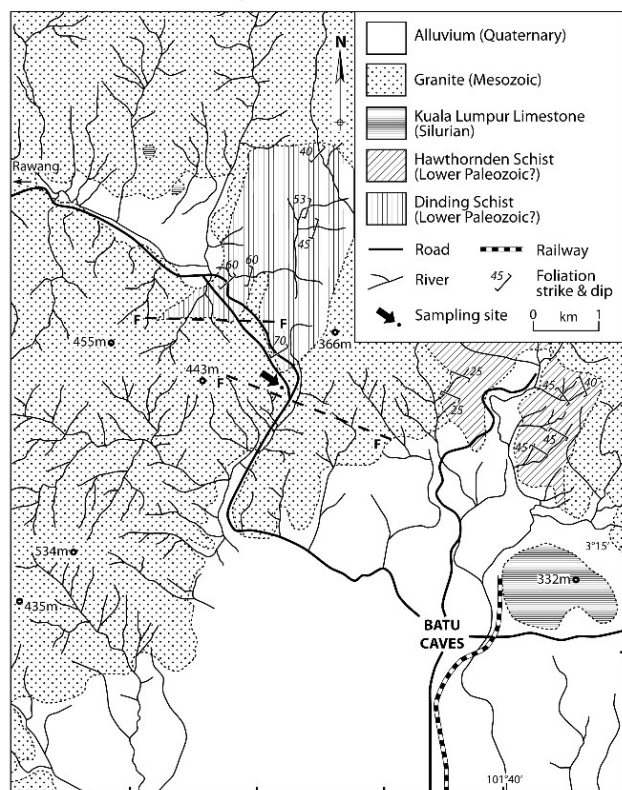 Alluvium (Quaternary)
Granite (Mesozoic)
Kuala Lumpur Limestone
(Silurian)
Hawthornden Schist
(Lower Paleozoic?)
Dinding Schist
(Lower Paleozoic?)
Road
Railway
River
45
Foliation
strike & dip
Sampling site
0 1
km
N
Rawang
40
53
45
60
60
F
F
70
366m
455m
443m
F
F
25
25
45
40
45
45
534m
435m
3°15'
332m
BATU
CAVES
101°40'